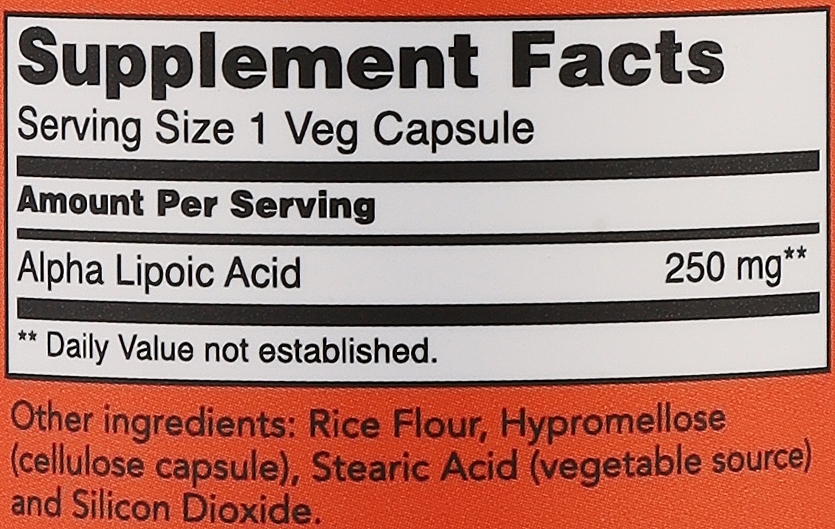 Supplement Facts
Serving Size 1 Veg Capsule
Amount Per Serving
Alpha Lipoic Acid 250 mg**
** Daily Value not established.
Other ingredients: Rice Flour, Hypromellose
(cellulose capsule), Stearic Acid (vegetable source)
and Silicon Dioxide.